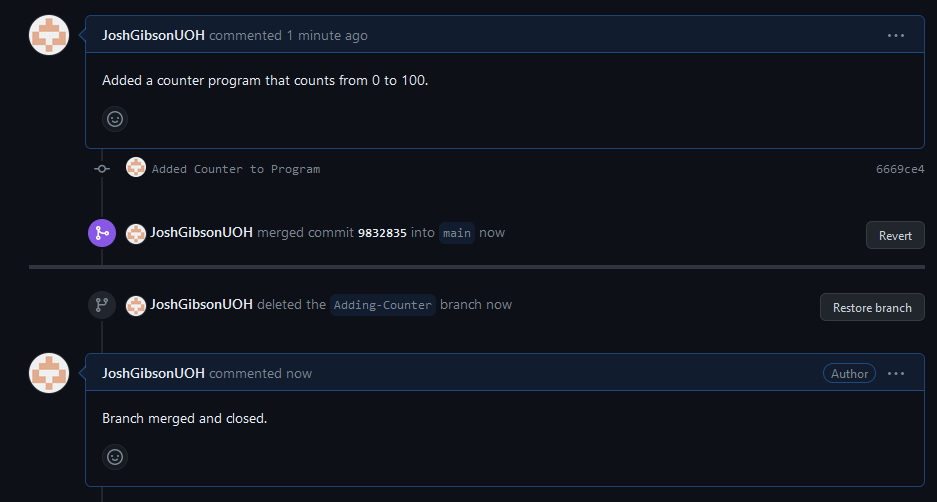 JoshGibsonUOH commented 1 minute ago
Added a counter program that counts from 0 to 100.
Added Counter to Program 6669ce4
JoshGibsonUOH merged commit 9832835 into main now Revert
JoshGibsonUOH deleted the Adding-Counter branch now Restore branch
JoshGibsonUOH commented now Author
Branch merged and closed.